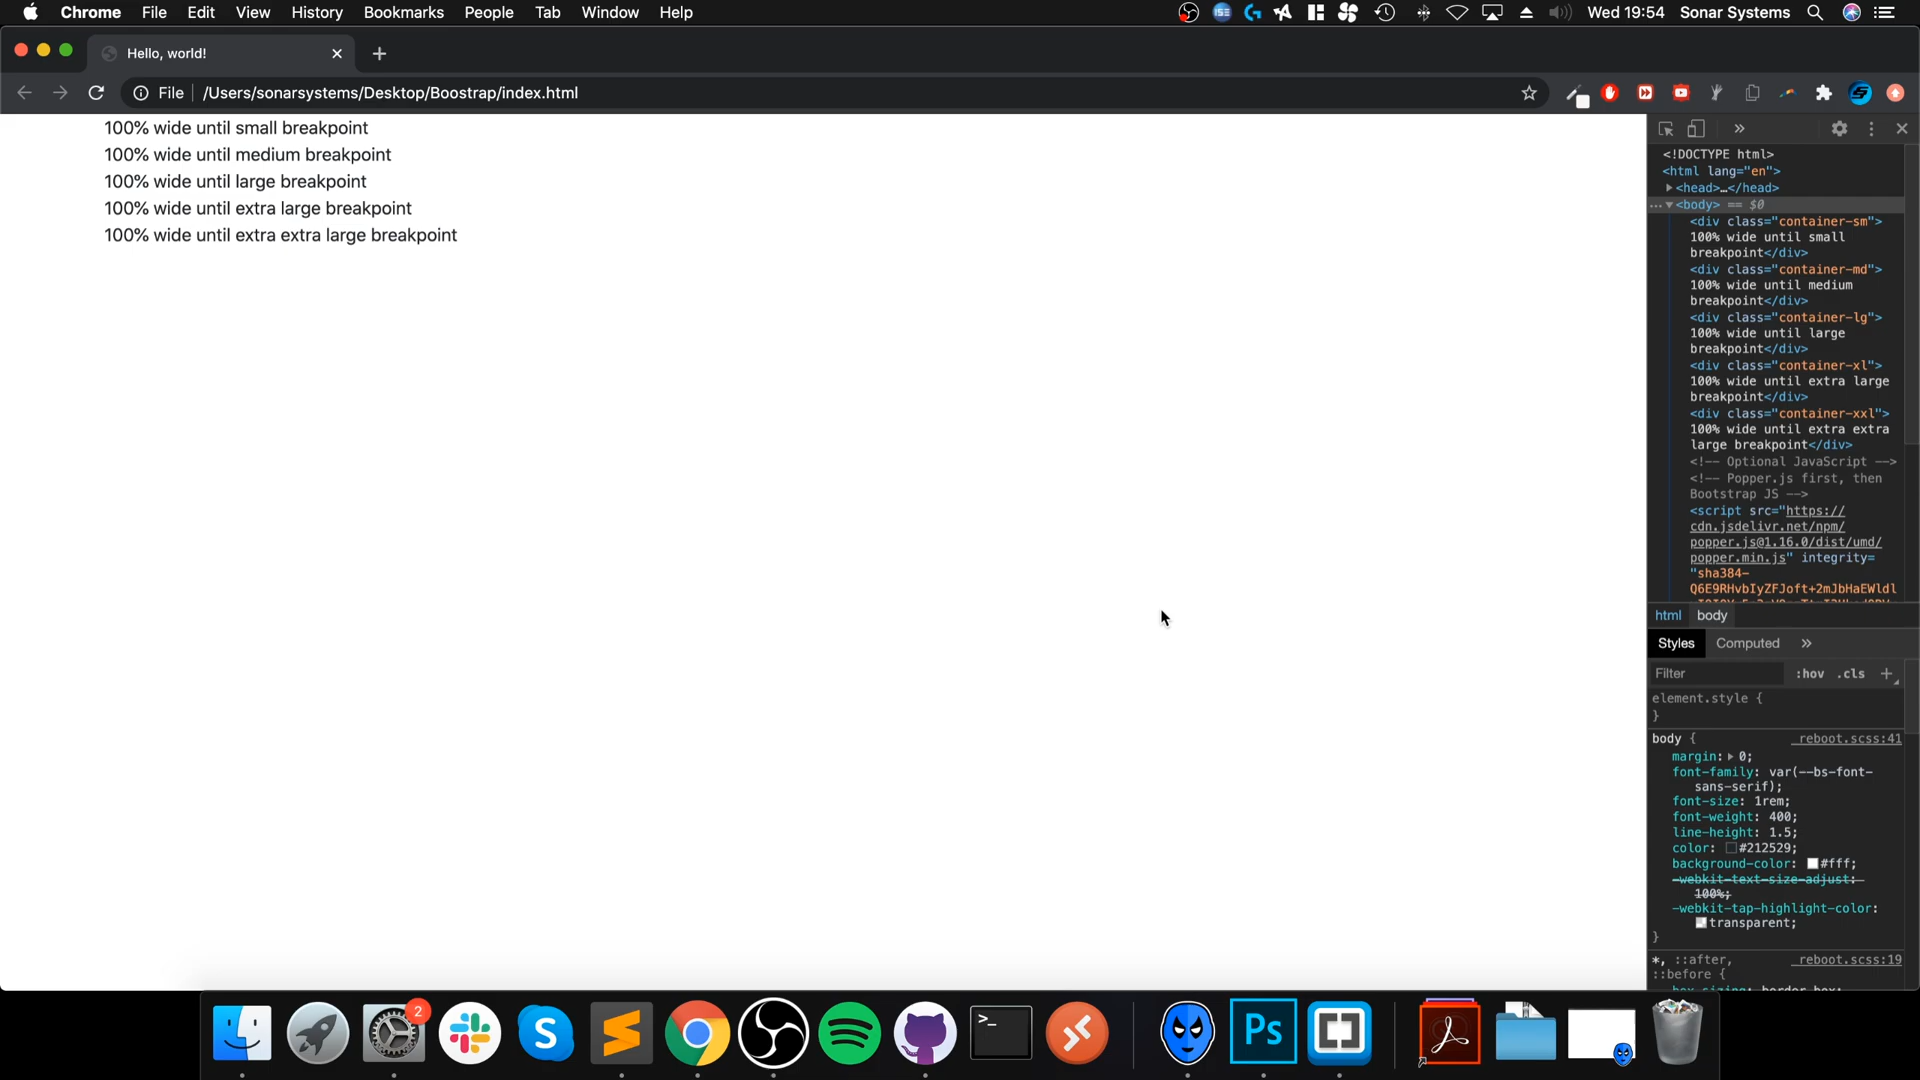 Chrome File Edit View History Bookmarks People Tab Window Help Wed 19:54 Sonar Systems
Hello, world!
File /Users/sonarsystems/Desktop/Boostrap/index.html
100% wide until small breakpoint
100% wide until medium breakpoint
100% wide until large breakpoint
100% wide until extra large breakpoint
100% wide until extra extra large breakpoint
<!DOCTYPE html>
<html lang="en">
<head>…</head>
… <body> == $0
<div class="container-sm">
100% wide until small
breakpoint</div>
<div class="container-md">
100% wide until medium
breakpoint</div>
<div class="container-lg">
100% wide until large
breakpoint</div>
<div class="container-xl">
100% wide until extra large
breakpoint</div>
<div class="container-xxl">
100% wide until extra extra
large breakpoint</div>
<!-- Optional JavaScript -->
<!-- Popper.js first, then
Bootstrap JS -->
<script src="https://
cdn.jsdelivr.net/npm/
popper.js@1.16.0/dist/umd/
popper.min.js" integrity=
"sha384-
Q6E9RHvbIyZFJoft+2mJbHaEWldl
html body
Styles Computed
Filter :hov .cls
element.style {
}
body { _reboot.scss:41
margin: 0;
font-family: var(--bs-font-
sans-serif);
font-size: 1rem;
font-weight: 400;
line-height: 1.5;
color: #212529;
background-color: #fff;
-webkit-text-size-adjust:
100%;
-webkit-tap-highlight-color:
transparent;
}
*, ::after, _reboot.scss:19
::before {
box-sizing: border-box;
2
S
>_
Ps